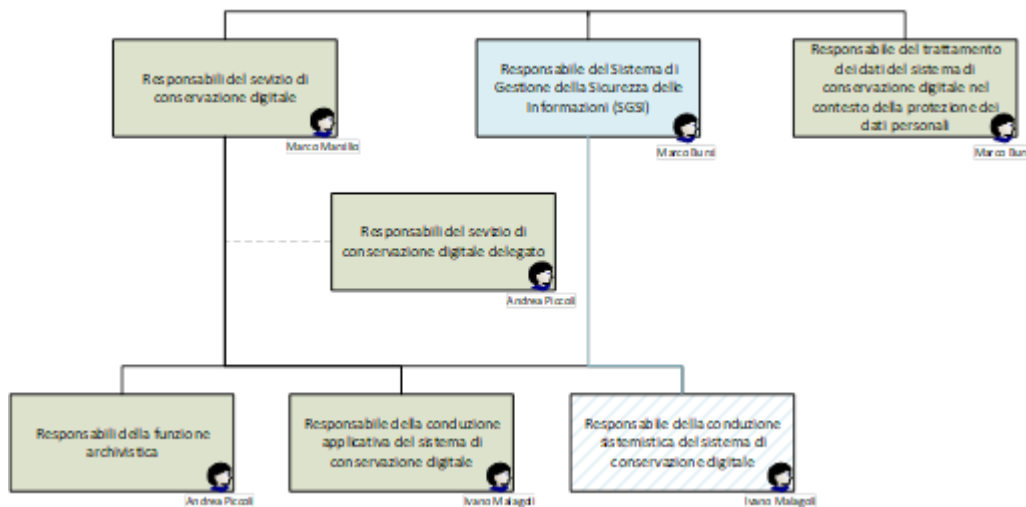 Responsabili del sevizio di
conservazione digitale
Marco Marsilio
Responsabile del Sistema di
Gestione della Sicurezza delle
Informazioni (SGSI)
Marco
Responsabile del trattamento
dei dati del sistema di
conservazione digitale nel
contesto della protezione dei
dati personali
Marco
Responsabili del sevizio di
conservazione digitale delegato
Andrea Piccoli
Responsabili della funzione
archivistica
Andrea Piccoli
Responsabile della conduzione
applicativa del sistema di
conservazione digitale
Ivano Malagoli
Responsabile della conduzione
sistemistica del sistema di
conservazione digitale
Ivano Malagoli